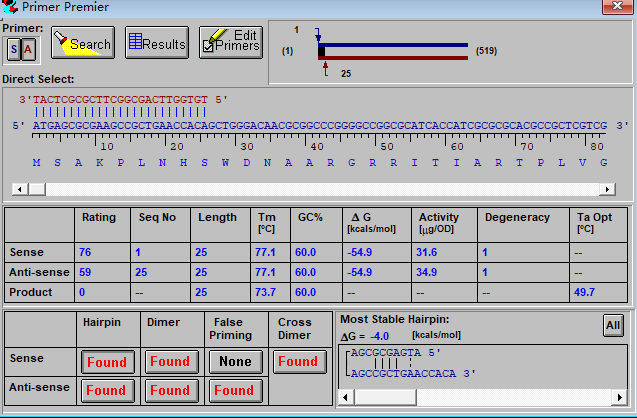 Primer Premier
Primer:
S A
Search
Results
Edit Primers
1
(1)
(519)
25
Direct Select:
3'TACTCGCGCTTCGGCGACTTGGTGT 5'
5' ATGAGCGCGAAGCCGCTGAACCACAGCTGGGACAACGCGGCCCGGGGCCGGCGCATCACCATCGCGCGCACGCCGCTCGTCG 3'
10 20 30 40 50 60 70 80
M S A K P L N H S W D N A A R G R R I T I A R T P L V G
Rating Seq No Length Tm [ºC] GC% Δ G [kcals/mol] Activity [µg/OD] Degeneracy Ta Opt [ºC]
Sense 76 1 25 77.1 60.0 -54.9 31.6 1 --
Anti-sense 59 25 25 77.1 60.0 -54.9 34.9 1 --
Product 0 -- 25 73.7 60.0 -- -- -- 49.7
Hairpin Dimer False Priming Cross Dimer
Sense Found Found None Found
Anti-sense Found Found Found
Most Stable Hairpin:
All
ΔG = -4.0 [kcals/mol]
AGCGCGAGTA 5'
AGCCGCTGAACCACA 3'